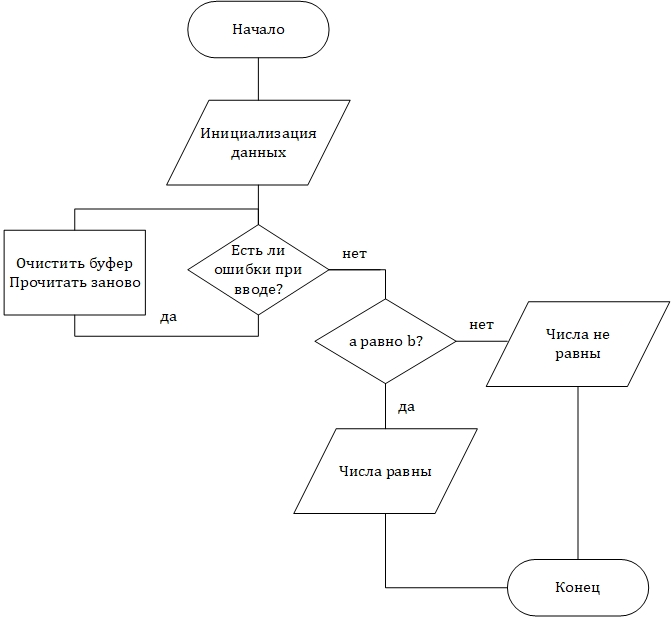 Начало
Инициализация
данных
Есть ли
ошибки при
вводе?
Очистить буфер
Прочитать заново
да
нет
а равно b?
нет
Числа не
равны
да
Числа равны
Конец